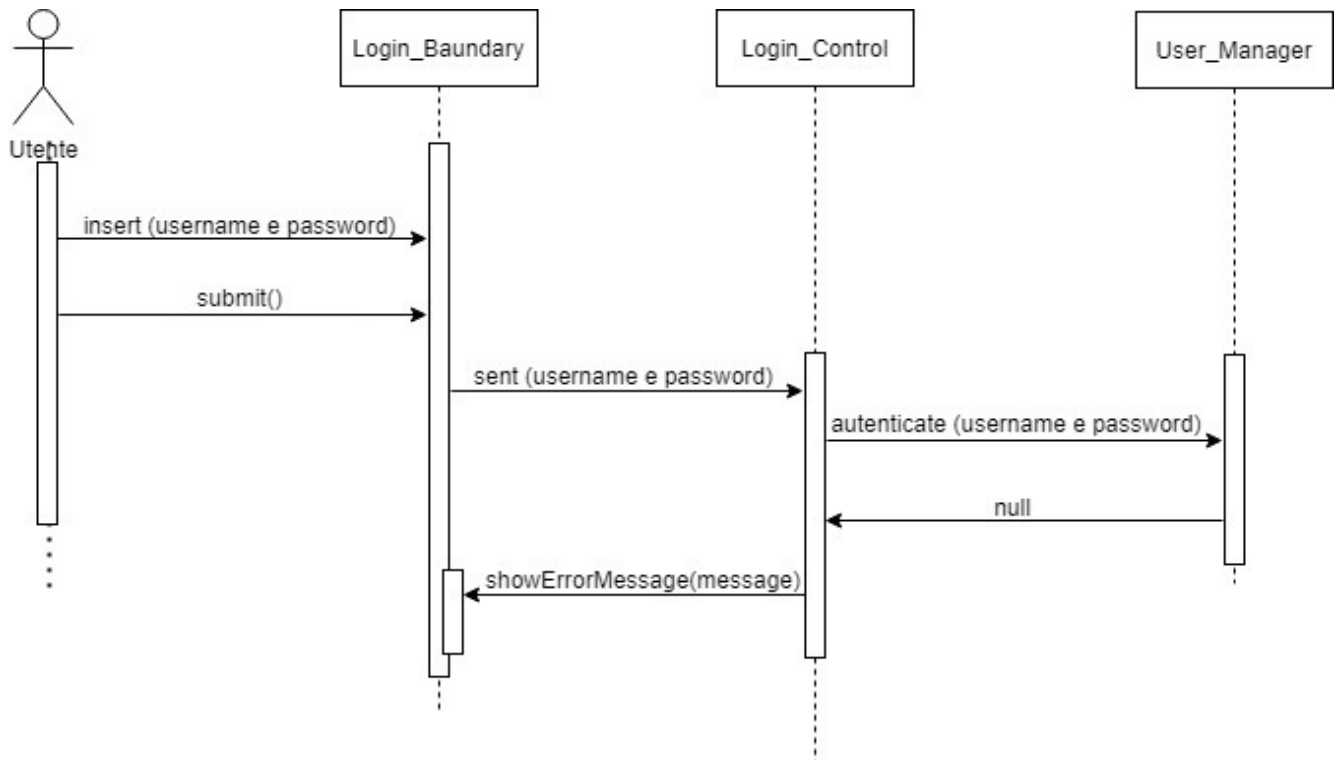 Login_Baundary
Login_Control
User_Manager
Utente
insert (username e password)
submit()
sent (username e password)
autenticate (username e password)
null
showErrorMessage(message)